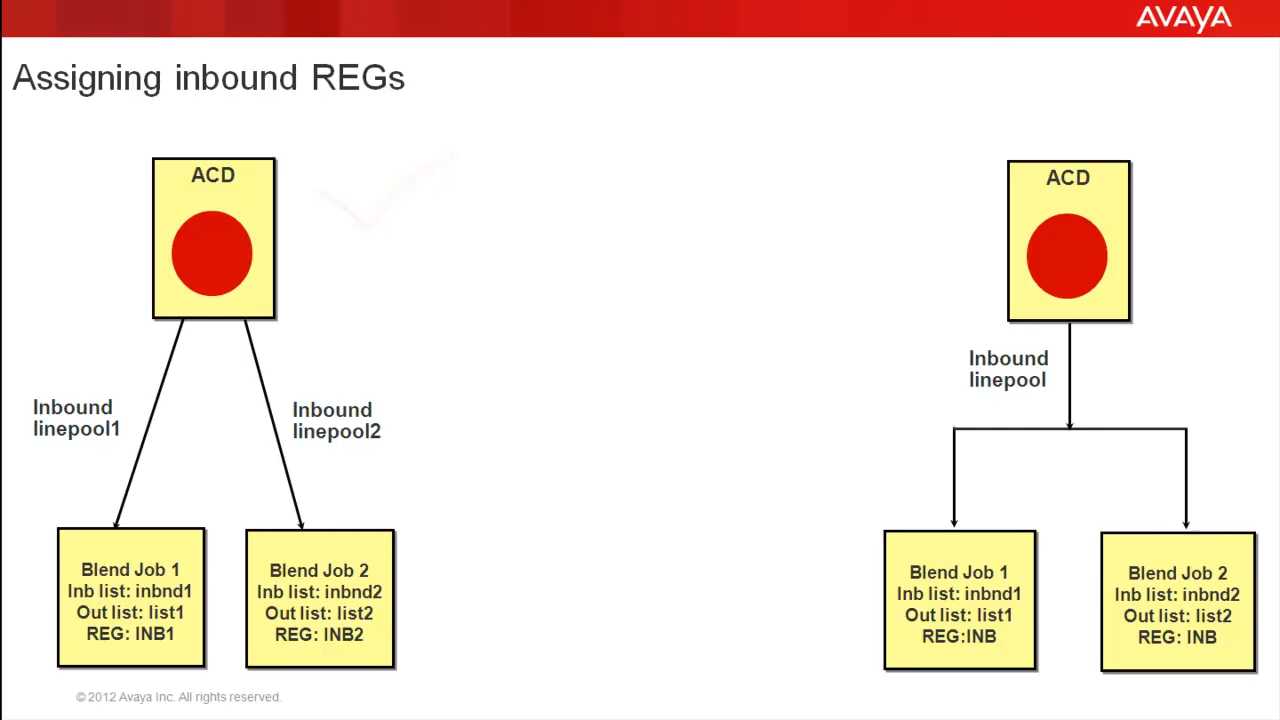 AVAYA
Assigning inbound REGs
ACD
Inbound
linepool1
Inbound
linepool2
Blend Job 1
Inb list: inbnd1
Out list: list1
REG: INB1
Blend Job 2
Inb list: inbnd2
Out list: list2
REG: INB2
ACD
Inbound
linepool
Blend Job 1
Inb list: inbnd1
Out list: list1
REG:INB
Blend Job 2
Inb list: inbnd2
Out list: list2
REG: INB
© 2012 Avaya Inc. All rights reserved.